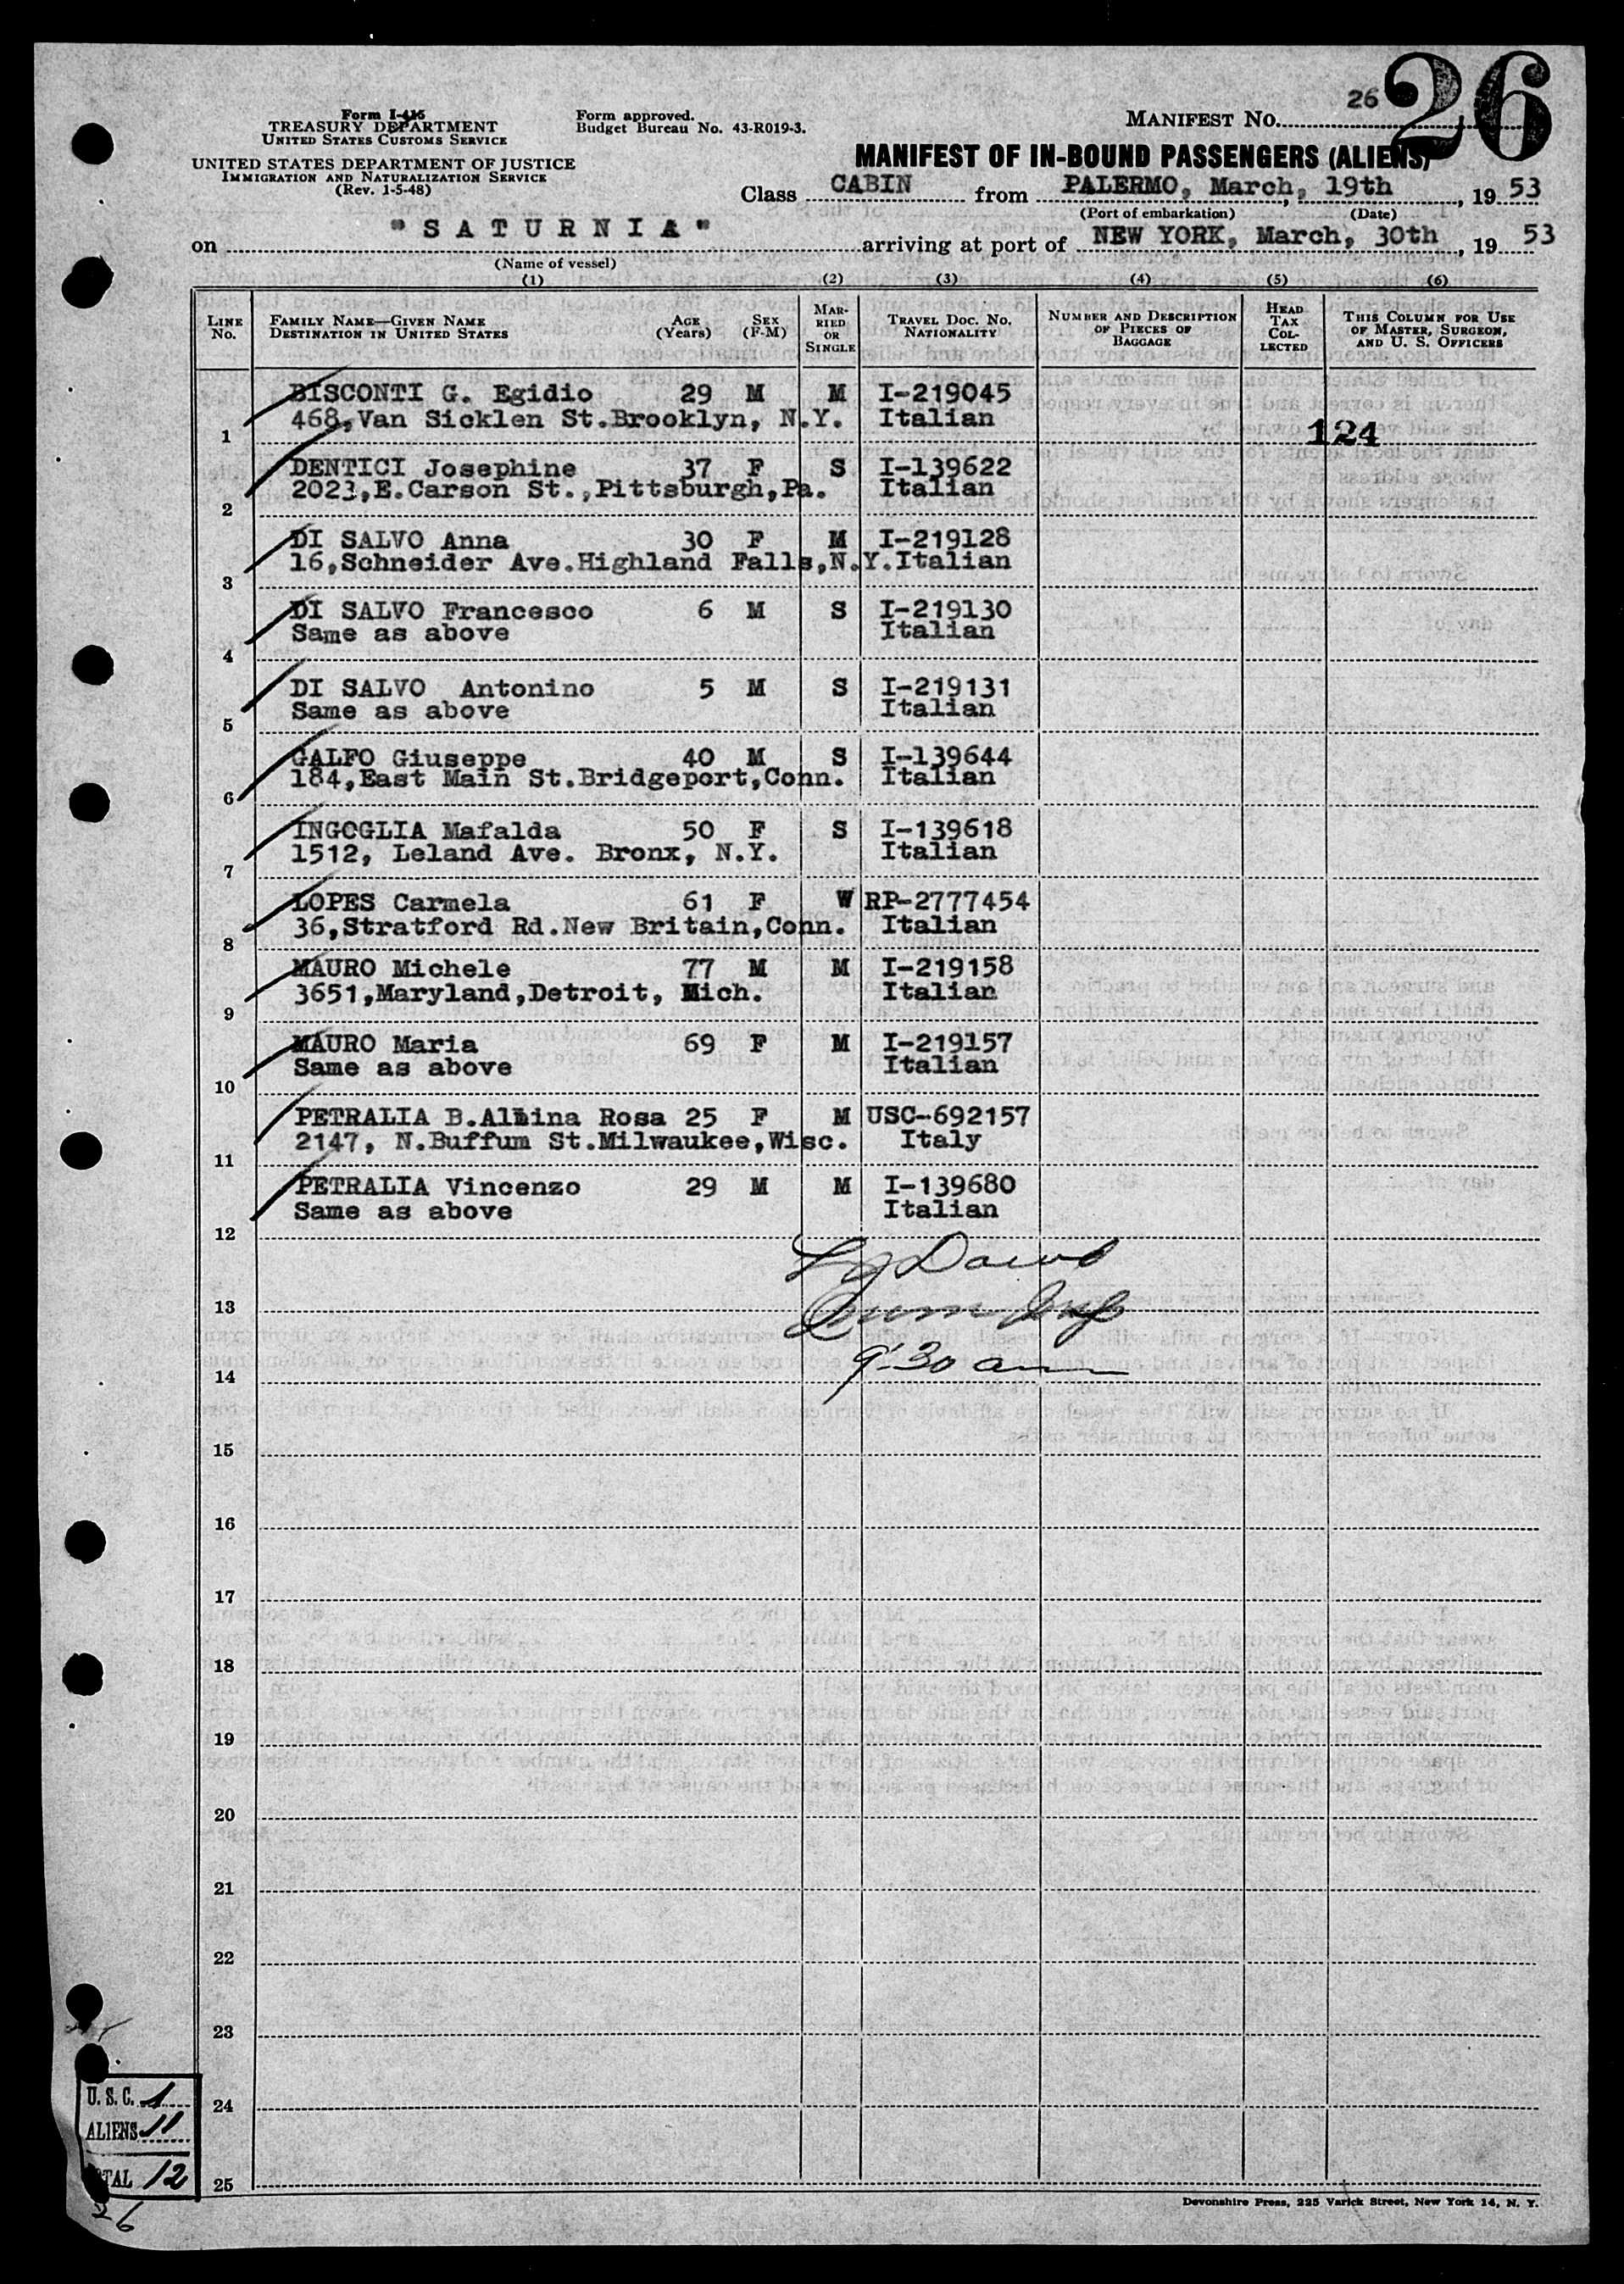 26
26
Form I-415
TREASURY DEPARTMENT
UNITED STATES CUSTOMS SERVICE
UNITED STATES DEPARTMENT OF JUSTICE
IMMIGRATION AND NATURALIZATION SERVICE
(Rev. 1-5-48)
Form approved.
Budget Bureau No. 43-R019-3.
MANIFEST NO.
MANIFEST OF IN-BOUND PASSENGERS (ALIENS)
Class CABIN from PALERMO, March, 19th, 19 53
(Port of embarkation) (Date)
on "SATURNIA" arriving at port of NEW YORK, March, 30th, 19 53
(Name of vessel)
(1) (2) (3) (4) (5) (6)
LINE No. FAMILY NAME—GIVEN NAME DESTINATION IN UNITED STATES AGE (Years) SEX (F-M) MARRIED OR SINGLE TRAVEL DOC. NO. NATIONALITY NUMBER AND DESCRIPTION OF PIECES OF BAGGAGE HEAD TAX COLLECTED THIS COLUMN FOR USE OF MASTER, SURGEON, AND U. S. OFFICERS
BISCONTI G. Egidio 29 M M I-219045
1 468,Van Sicklen St.Brooklyn, N.Y. Italian
124
DENTICI Josephine 37 F S I-139622
2 2023,E.Carson St.,Pittsburgh,Pa. Italian
DI SALVO Anna 30 F M I-219128
3 16,Schneider Ave.Highland Falls,N.Y.Italian
DI SALVO Francesco 6 M S I-219130
4 Same as above Italian
DI SALVO Antonino 5 M S I-219131
5 Same as above Italian
GALFO Giuseppe 40 M S I-139644
6 184,East Main St.Bridgeport,Conn. Italian
INGOGLIA Mafalda 50 F S I-139618
7 1512, Leland Ave. Bronx, N.Y. Italian
LOPES Carmela 61 F W RP-2777454
8 36,Stratford Rd.New Britain,Conn. Italian
MAURO Michele 77 M M I-219158
9 3651,Maryland,Detroit, Mich. Italian
MAURO Maria 69 F M I-219157
10 Same as above Italian
PETRALIA B. Rosa 25 F M USC-692157
11 2147, N.Buffum St.Milwaukee,Wisc. Italy
PETRALIA Vincenzo 29 M M I-139680
12 Same as above Italian
13
9:30 am
14
15
16
17
18
19
20
21
22
23
24
25
U. S. C. 1
ALIENS 11
TOTAL 12
26
Devonshire Press, 225 Varick Street, New York 14, N. Y.